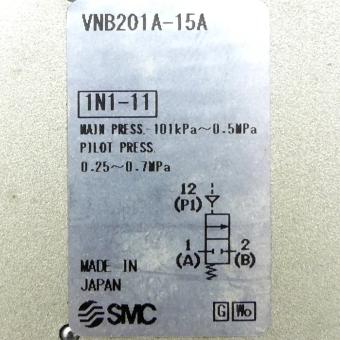 VNB201A-15A
1N1-11
MAIN PRESS.-101kPa~0.5MPa
PILOT PRESS.
0.25~0.7MPa
12
(P1)
1 2
(A) (B)
MADE IN
JAPAN
SMC
G Wo